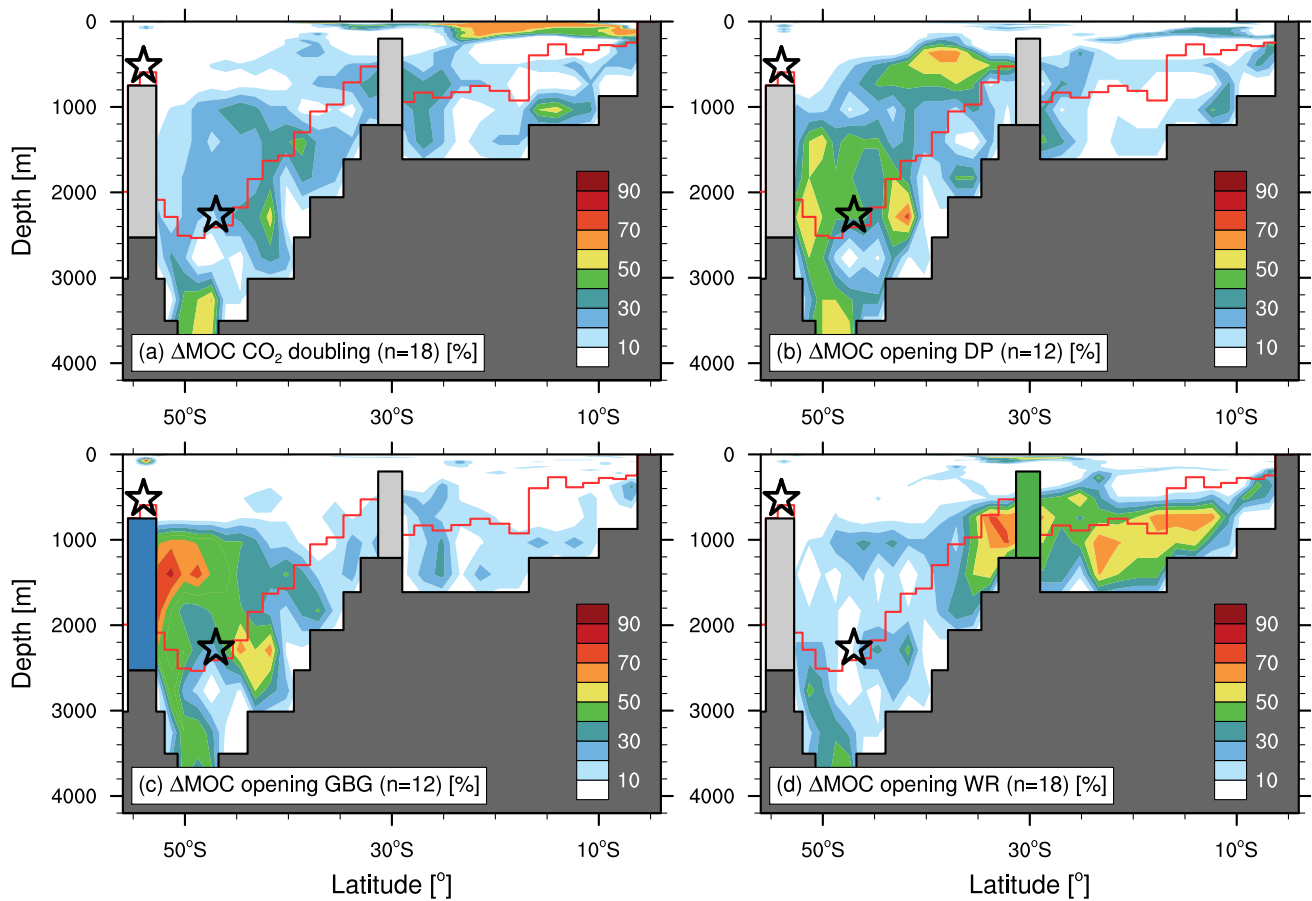 0
1000
2000
3000
4000
Depth [m]
90
70
50
30
10
(a) ΔMOC CO₂ doubling (n=18) [%]
50°S
30°S
10°S
0
1000
2000
3000
4000
90
70
50
30
10
(b) ΔMOC opening DP (n=12) [%]
50°S
30°S
10°S
0
1000
2000
3000
4000
Depth [m]
90
70
50
30
10
(c) ΔMOC opening GBG (n=12) [%]
50°S
30°S
10°S
Latitude [°]
0
1000
2000
3000
4000
90
70
50
30
10
(d) ΔMOC opening WR (n=18) [%]
50°S
30°S
10°S
Latitude [°]